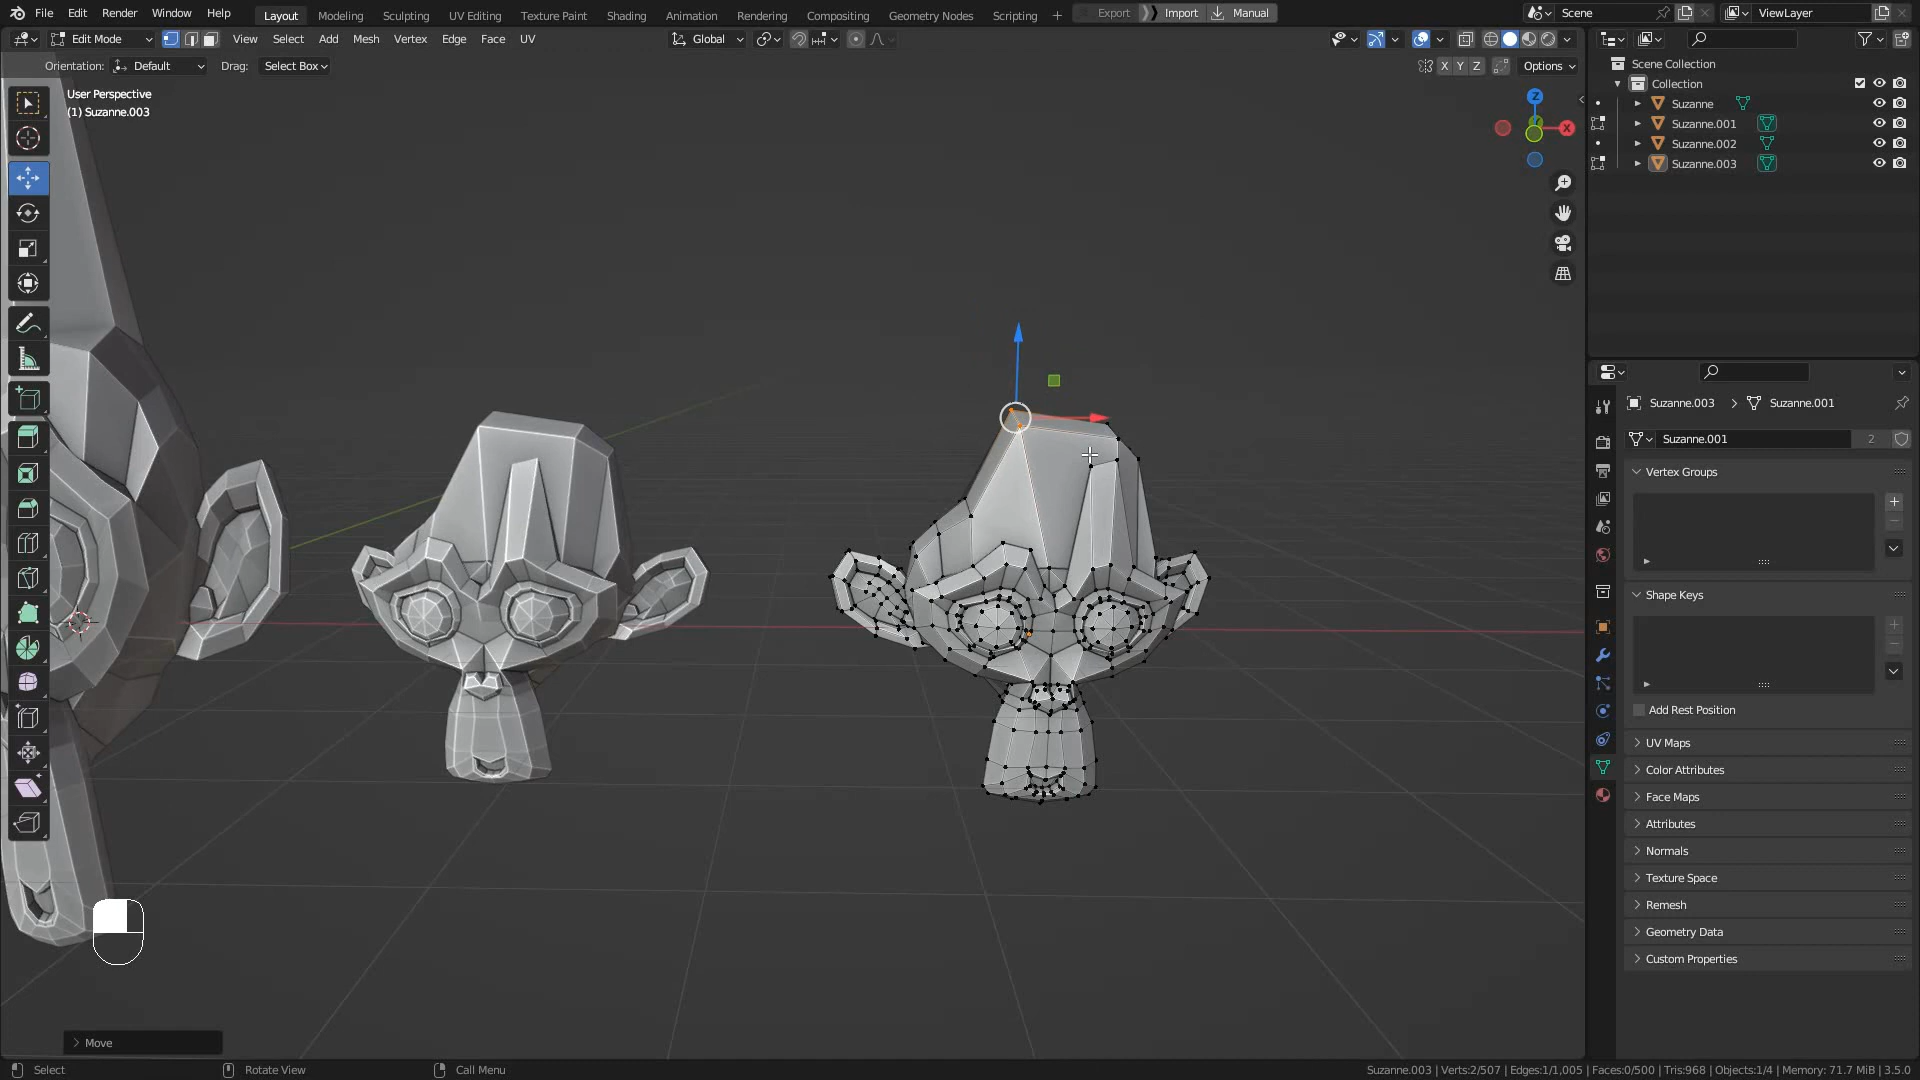 File Edit Render Window Help Layout Modeling Sculpting UV Editing Texture Paint Shading Animation Rendering Compositing Geometry Nodes Scripting + Export Import Manual Scene ViewLayer
Edit Mode View Select Add Mesh Vertex Edge Face UV Global
Orientation: Default Drag: Select Box X Y Z Options
User Perspective
(1) Suzanne.003
Z
X
Scene Collection
Collection
Suzanne
Suzanne.001
Suzanne.002
Suzanne.003
Suzanne.003 > Suzanne.001
Suzanne.001 2
Vertex Groups
Shape Keys
Add Rest Position
UV Maps
Color Attributes
Face Maps
Attributes
Normals
Texture Space
Remesh
Geometry Data
Custom Properties
Move
Select Rotate View Call Menu Suzanne.003 | Verts:2/507 | Edges:1/1,005 | Faces:0/500 | Tris:968 | Objects:1/4 | Memory: 71.7 MiB | 3.5.0